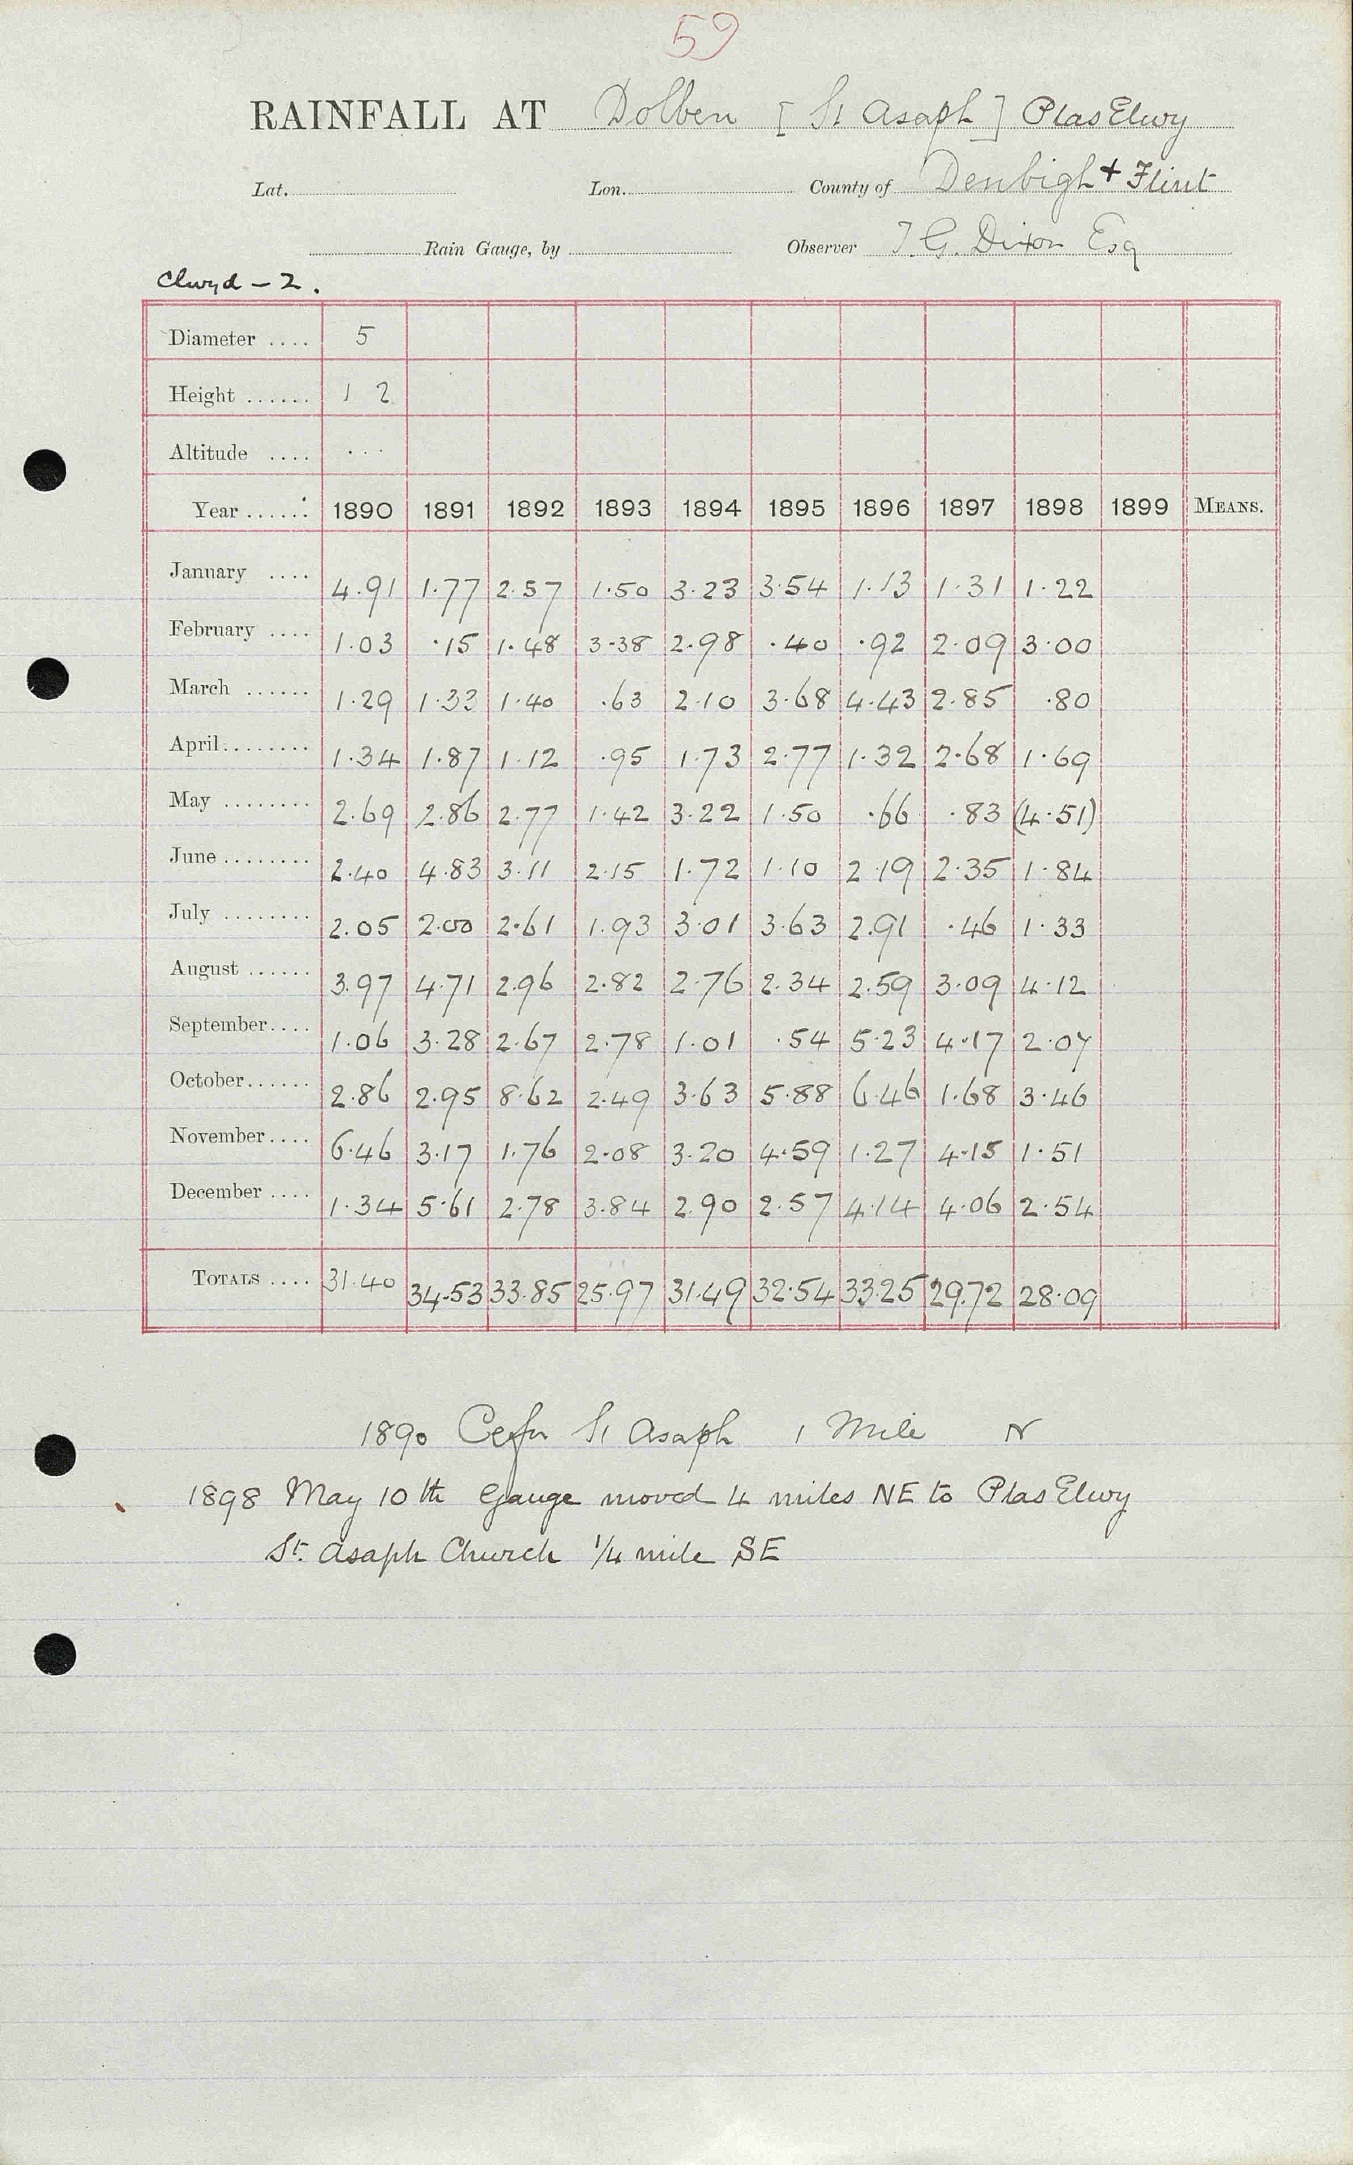 59
RAINFALL AT Dolben [St Asaph] Plas Elwy
Lat. Lon. County of Denbigh + Flint
Rain Gauge, by Observer T. G. Dixon Esq
Clwyd - 2.
Diameter .... 5
Height ...... 1 2
Altitude .... ...
Year ...... 1890 1891 1892 1893 1894 1895 1896 1897 1898 1899 MEANS.
January .... 4.91 1.77 2.57 1.50 3.23 3.54 1.13 1.31 1.22
February .... 1.03 .15 1.48 3.38 2.98 .40 .92 2.09 3.00
March ...... 1.29 1.33 1.40 .63 2.10 3.68 4.43 2.85 .80
April........ 1.34 1.87 1.12 .95 1.73 2.77 1.32 2.68 1.69
May ........ 2.69 2.86 2.77 1.42 3.22 1.50 .66 .83 (4.51)
June ........ 2.40 4.83 3.11 2.15 1.72 1.10 2.19 2.35 1.84
July ........ 2.05 2.00 2.61 1.93 3.01 3.63 2.91 .46 1.33
August ...... 3.97 4.71 2.96 2.82 2.76 2.34 2.59 3.09 4.12
September.... 1.06 3.28 2.67 2.78 1.01 .54 5.23 4.17 2.07
October...... 2.86 2.95 8.62 2.49 3.63 5.88 6.46 1.68 3.46
November.... 6.46 3.17 1.76 2.08 3.20 4.59 1.27 4.15 1.51
December .... 1.34 5.61 2.78 3.84 2.90 2.57 4.14 4.06 2.54
TOTALS .... 31.40 34.53 33.85 25.97 31.49 32.54 33.25 29.72 28.09
1890 Cefn St Asaph 1 Mile N
1898 May 10th Gauge moved 4 miles NE to Plas Elwy
St. Asaph Church 1/4 mile SE